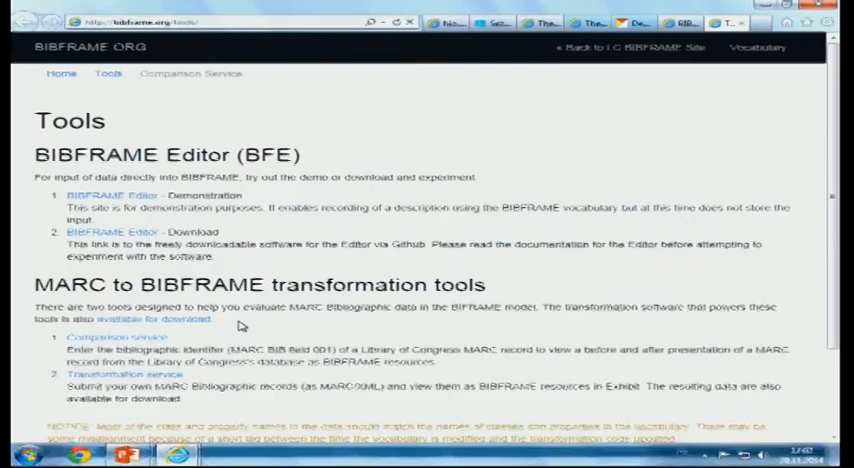 http://bibframe.org/tools/
BIBFRAME.ORG
« Back to LC BIBFRAME Site
Vocabulary
Home
Tools
Comparison Service
Tools
BIBFRAME Editor (BFE)
For input of data directly into BIBFRAME, try out the demo or download and experiment
1. BIBFRAME Editor - Demonstration
This site is for demonstration purposes. It enables recording of a description using the BIBFRAME vocabulary but at this time does not store the
input.
2. BIBFRAME Editor - Download
This link is to the freely downloadable software for the Editor via Github. Please read the documentation for the Editor before attempting to
experiment with the software.
MARC to BIBFRAME transformation tools
There are two tools designed to help you evaluate MARC Bibliographic data in the BIFRAME model. The transformation software that powers these
tools is also available for download.
1. Comparison service
Enter the bibliographic identifer (MARC BIB field 001) of a Library of Congress MARC record to view a before and after presentation of a MARC
record from the Library of Congress's database as BIBFRAME resources.
2. Transformation service
Submit your own MARC Bibliographic records (as MARC/XML) and view them as BIBFRAME resources in Exhibit. The resulting data are also
available for download.
NOTICE: Most of the class and property names in the data should match the names of classes and properties in the vocabulary. There may be
some misalignment because of a short lag between the time the vocabulary is modified and the transformation code updated.
17:02
20.11.2014